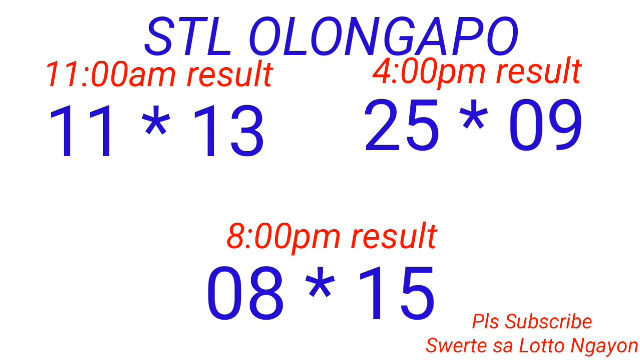 STL OLONGAPO
11:00am result
11 * 13
4:00pm result
25 * 09
8:00pm result
08 * 15
Pls Subscribe
Swerte sa Lotto Ngayon